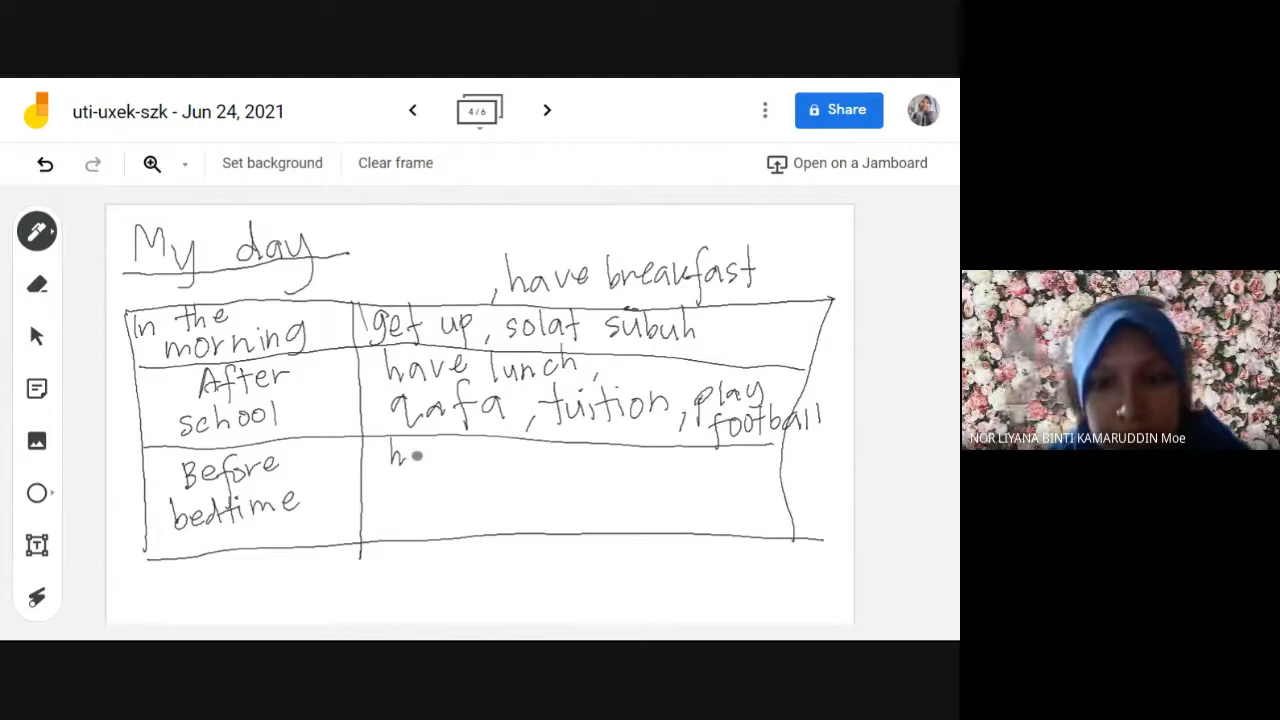 uti-uxek-szk - Jun 24, 2021
4/6
Share
Set background
Clear frame
Open on a Jamboard
My day
, have breakfast
In the
morning
get up, solat subuh
After
school
have lunch,
qafa, tuition, play
football
Before
bedtime
h
T
NOR LIYANA BINTI KAMARUDDIN Moe